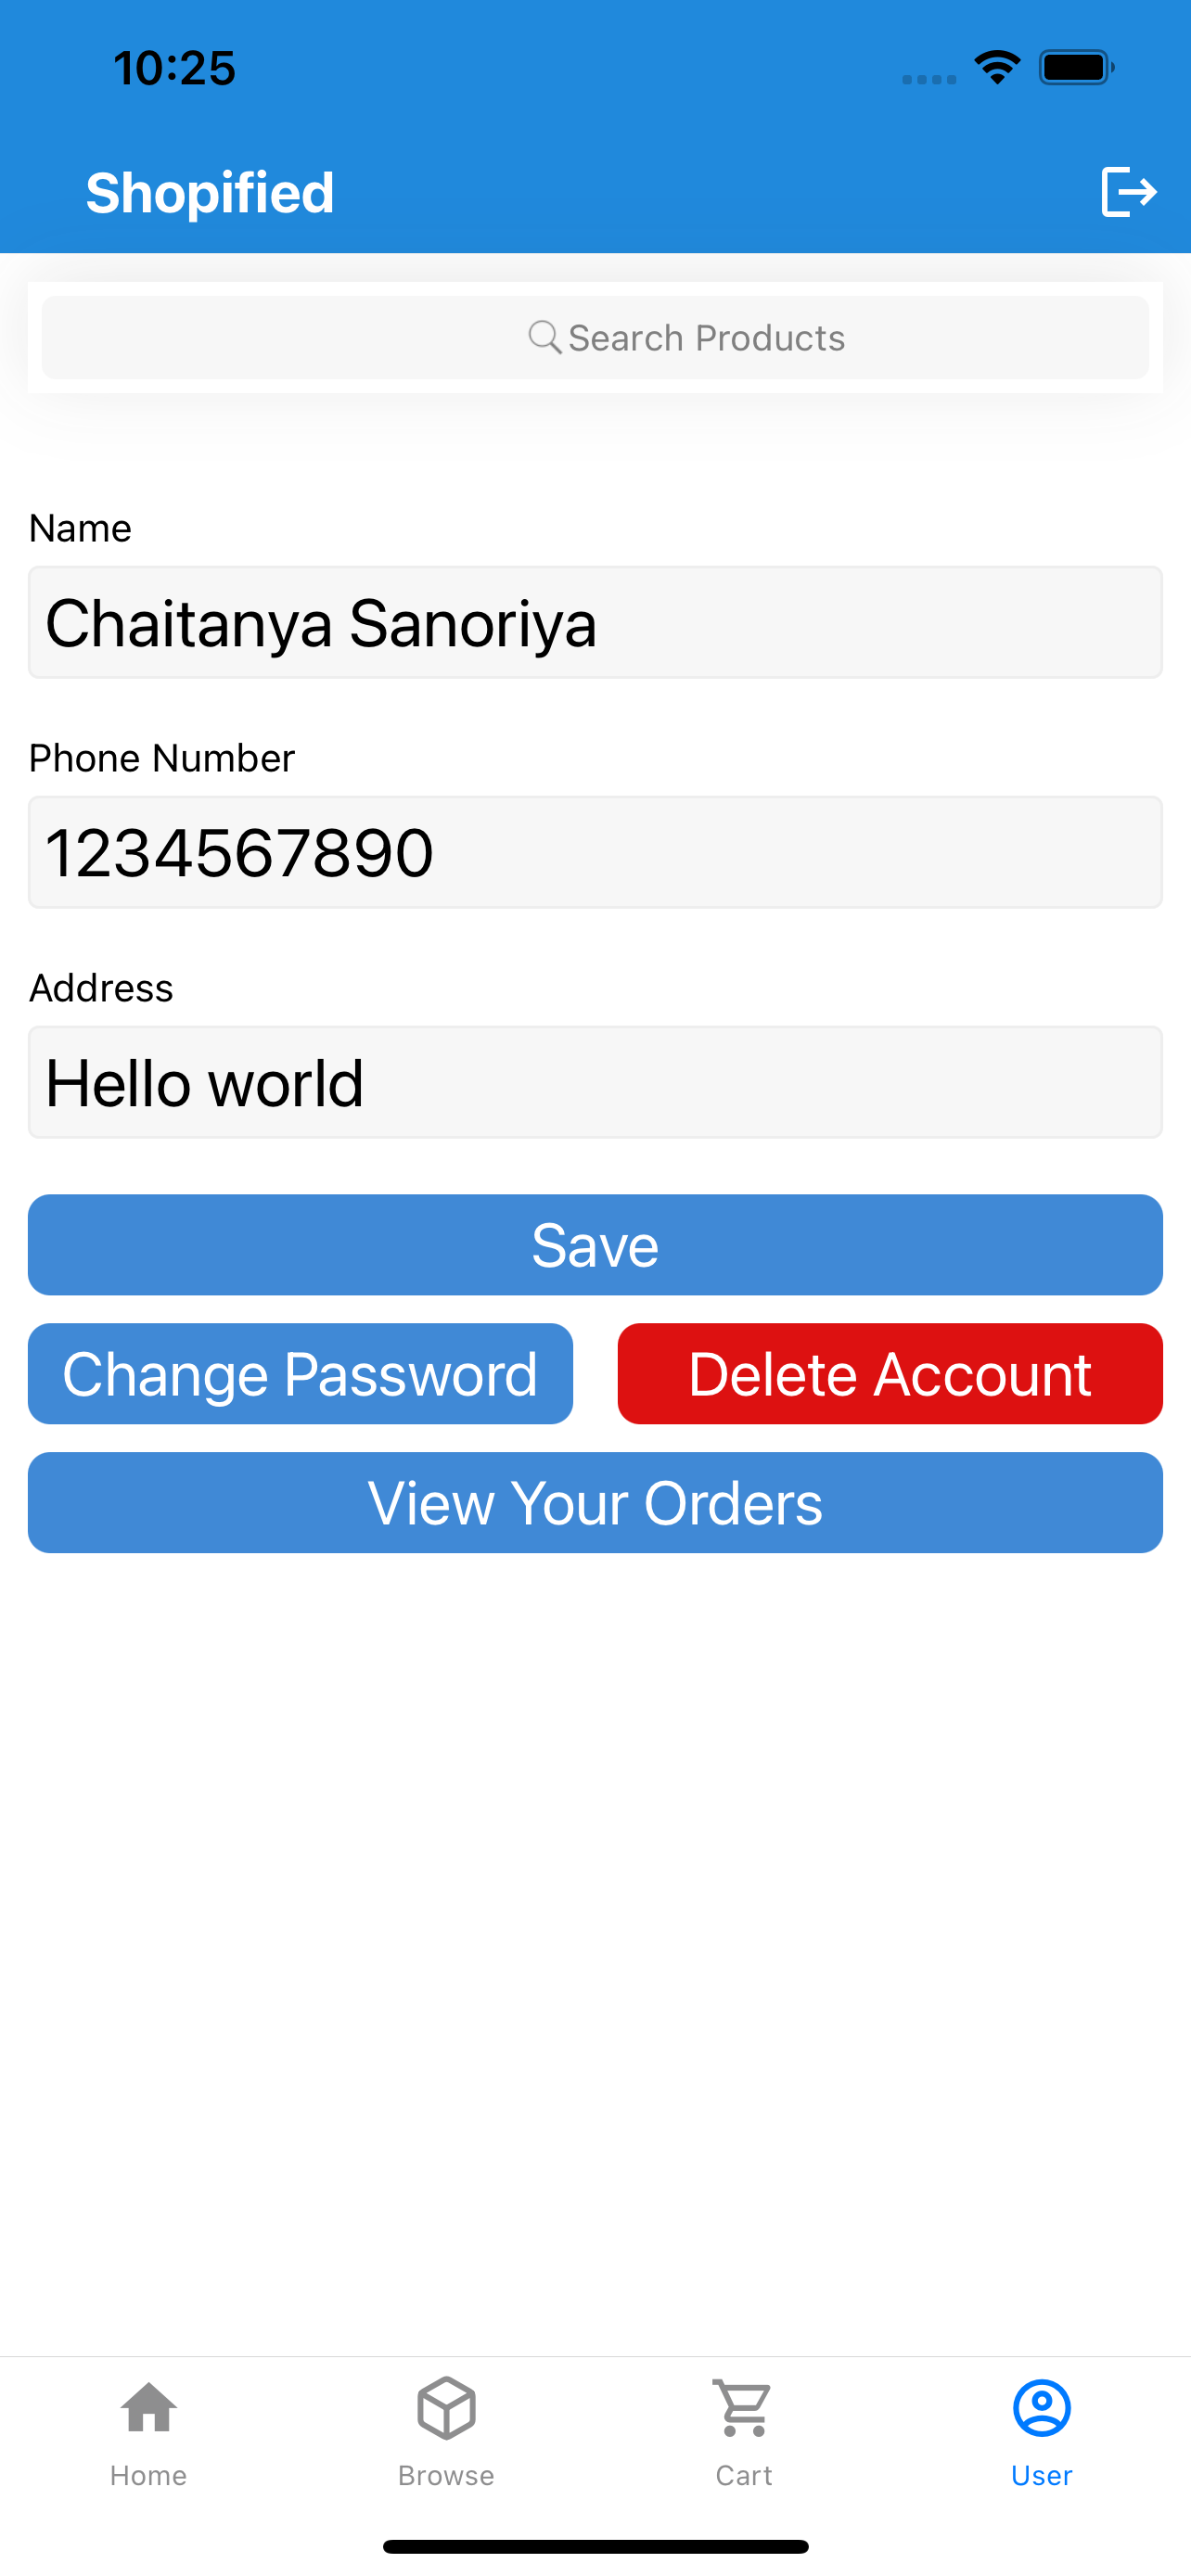 10:25
Shopified
Search Products
Name
Chaitanya Sanoriya
Phone Number
1234567890
Address
Hello world
Save
Change Password Delete Account
View Your Orders
Home Browse Cart User